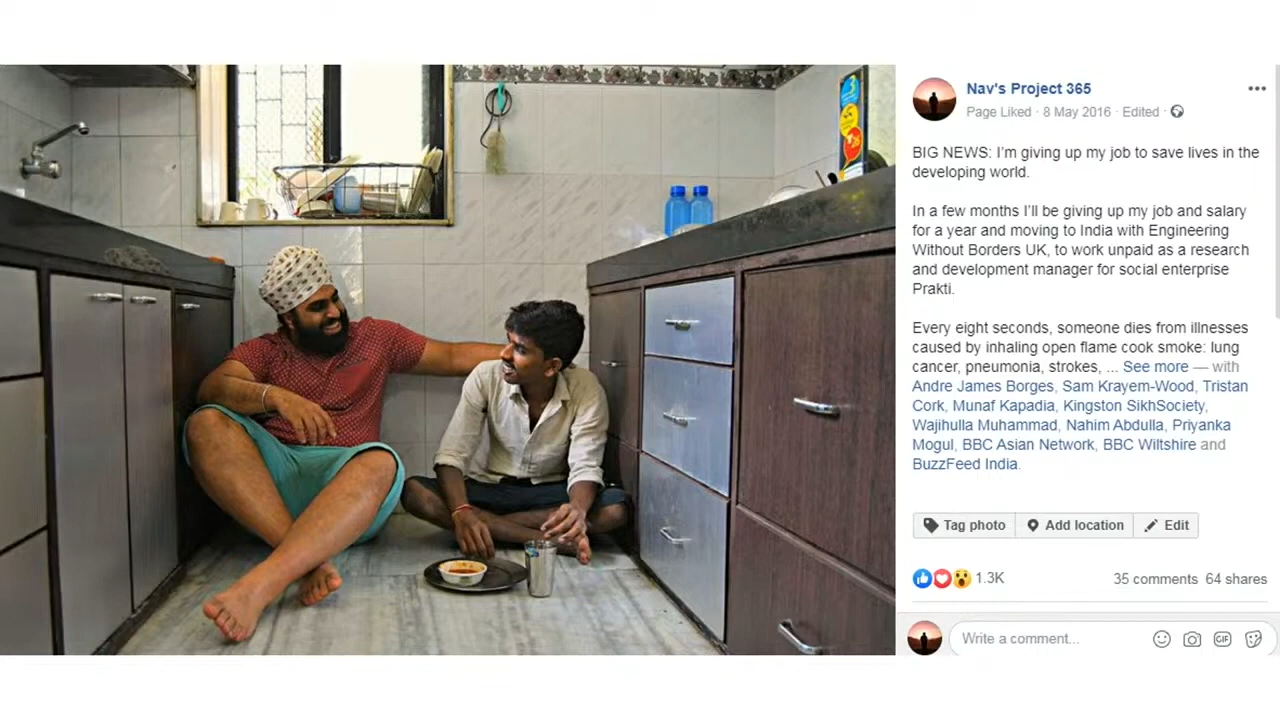 Nav's Project 365
Page Liked · 8 May 2016 · Edited ·
BIG NEWS: I'm giving up my job to save lives in the
developing world.
In a few months I'll be giving up my job and salary
for a year and moving to India with Engineering
Without Borders UK, to work unpaid as a research
and development manager for social enterprise
Prakti.
Every eight seconds, someone dies from illnesses
caused by inhaling open flame cook smoke: lung
cancer, pneumonia, strokes, ... See more — with
Andre James Borges, Sam Krayem-Wood, Tristan
Cork, Munaf Kapadia, Kingston SikhSociety,
Wajihulla Muhammad, Nahim Abdulla, Priyanka
Mogul, BBC Asian Network, BBC Wiltshire and
BuzzFeed India.
Tag photo Add location Edit
1.3K 35 comments 64 shares
Write a comment... GIF